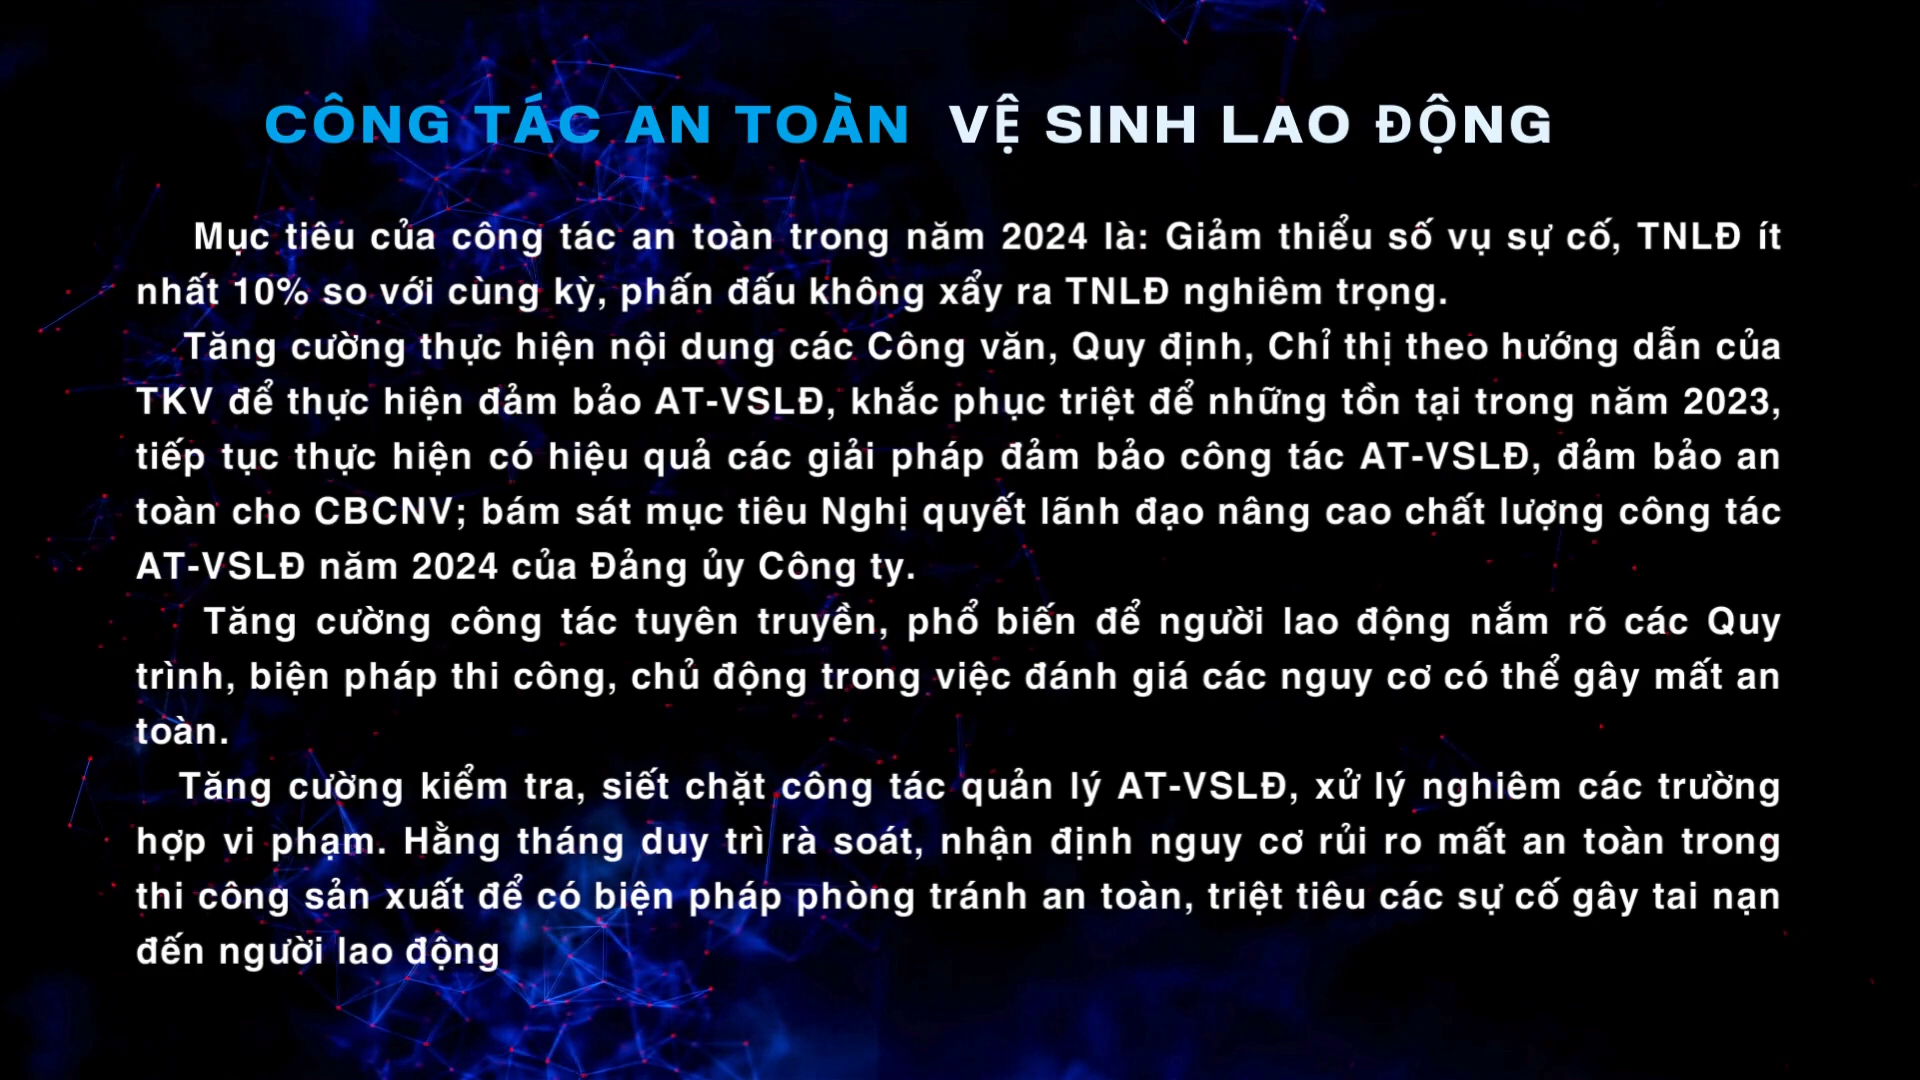 CÔNG TÁC AN TOÀN VỆ SINH LAO ĐỘNG
Mục tiêu của công tác an toàn trong năm 2024 là: Giảm thiểu số vụ sự cố, TNLĐ ít
nhất 10% so với cùng kỳ, phấn đấu không xẩy ra TNLĐ nghiêm trọng.
Tăng cường thực hiện nội dung các Công văn, Quy định, Chỉ thị theo hướng dẫn của
TKV để thực hiện đảm bảo AT-VSLĐ, khắc phục triệt để những tồn tại trong năm 2023,
tiếp tục thực hiện có hiệu quả các giải pháp đảm bảo công tác AT-VSLĐ, đảm bảo an
toàn cho CBCNV; bám sát mục tiêu Nghị quyết lãnh đạo nâng cao chất lượng công tác
AT-VSLĐ năm 2024 của Đảng ủy Công ty.
Tăng cường công tác tuyên truyền, phổ biến để người lao động nắm rõ các Quy
trình, biện pháp thi công, chủ động trong việc đánh giá các nguy cơ có thể gây mất an
toàn.
Tăng cường kiểm tra, siết chặt công tác quản lý AT-VSLĐ, xử lý nghiêm các trường
hợp vi phạm. Hằng tháng duy trì rà soát, nhận định nguy cơ rủi ro mất an toàn trong
thi công sản xuất để có biện pháp phòng tránh an toàn, triệt tiêu các sự cố gây tai nạn
đến người lao động